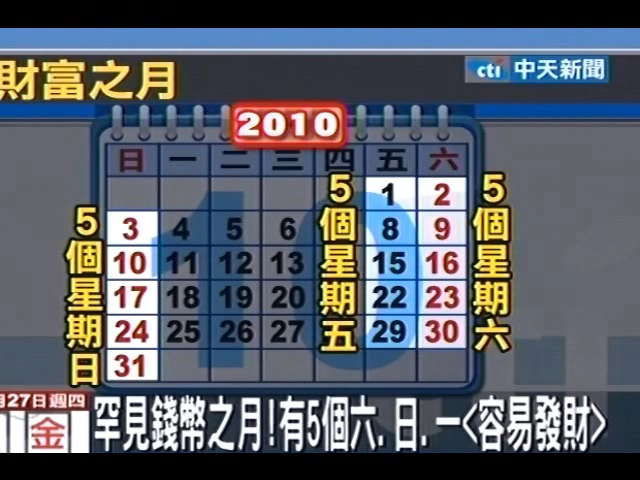 財富之月
cti 中天新聞
2010
日 一 二 三 四 五 六
1 2
3 4 5 6 8 9
10 11 12 13 15 16
17 18 19 20 22 23
24 25 26 27 29 30
31
10
5個星期日
5個星期五
5個星期六
月27日週四
金
罕見錢幣之月!有5個六.日.一<容易發財>